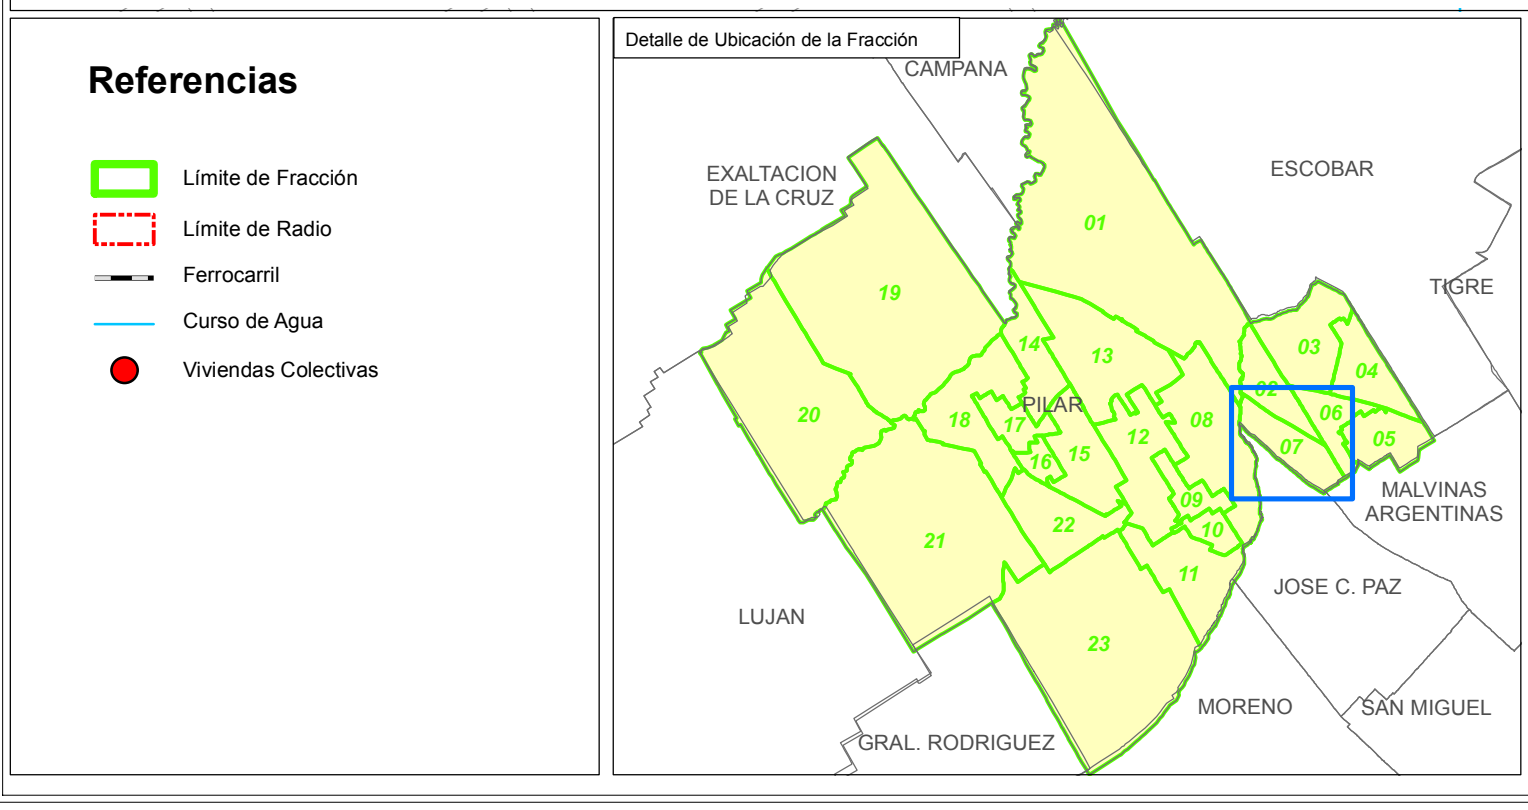 Referencias
Límite de Fracción
Límite de Radio
Ferrocarril
Curso de Agua
Viviendas Colectivas
Detalle de Ubicación de la Fracción
CAMPANA
EXALTACION
DE LA CRUZ
ESCOBAR
TIGRE
01
19
14
13
03
04
02
20
18
17
PILAR
12
08
06
07
05
16
15
09
10
22
21
11
MALVINAS
ARGENTINAS
JOSE C. PAZ
LUJAN
23
MORENO
SAN MIGUEL
GRAL. RODRIGUEZ